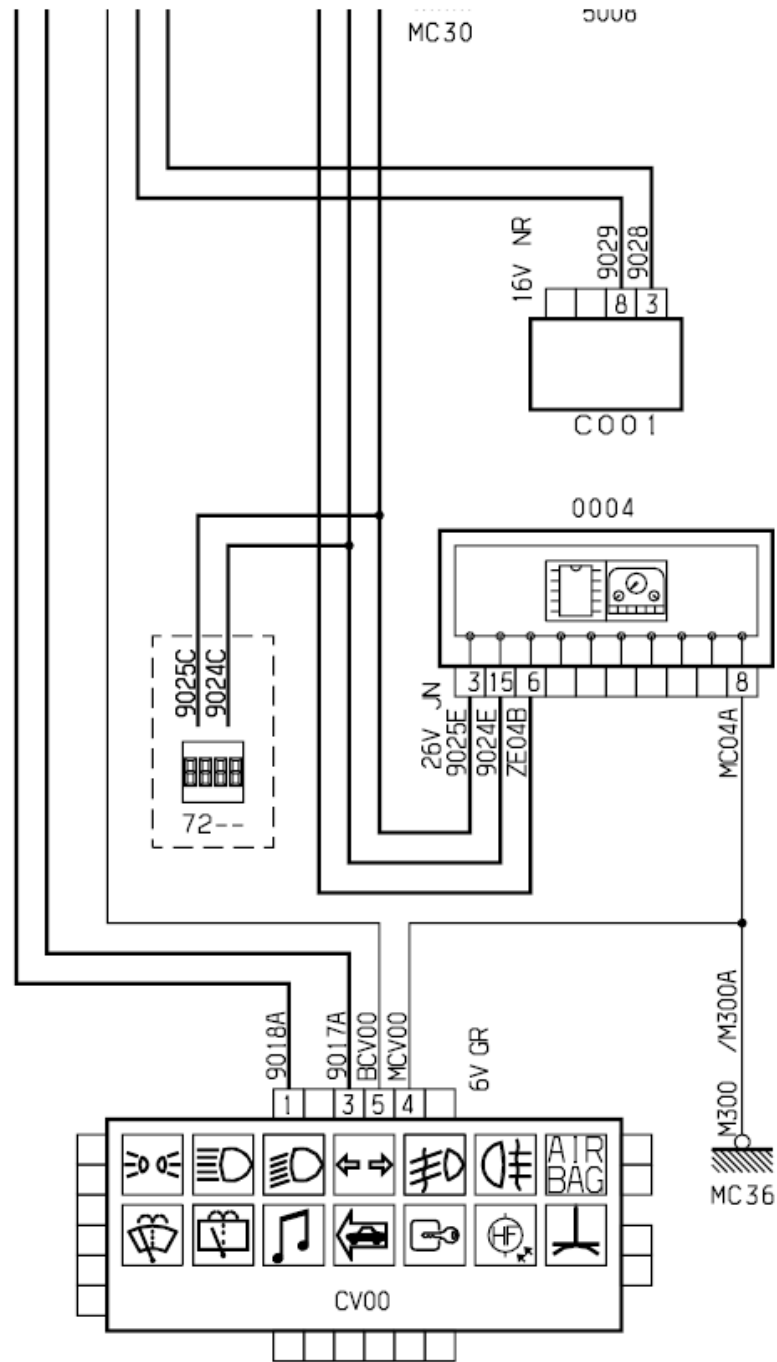 MC30
5008
16V NR
9029
9028
8 3
C001
0004
9025C
9024C
8888
72--
3 15 6 8
26V JN
9025E
9024E
ZE04B
MC04A
9018A
9017A
BCV00
MCV00
6V GR
M300 /M300A
1 3 5 4
MC36
AIR
BAG
HF
CV00